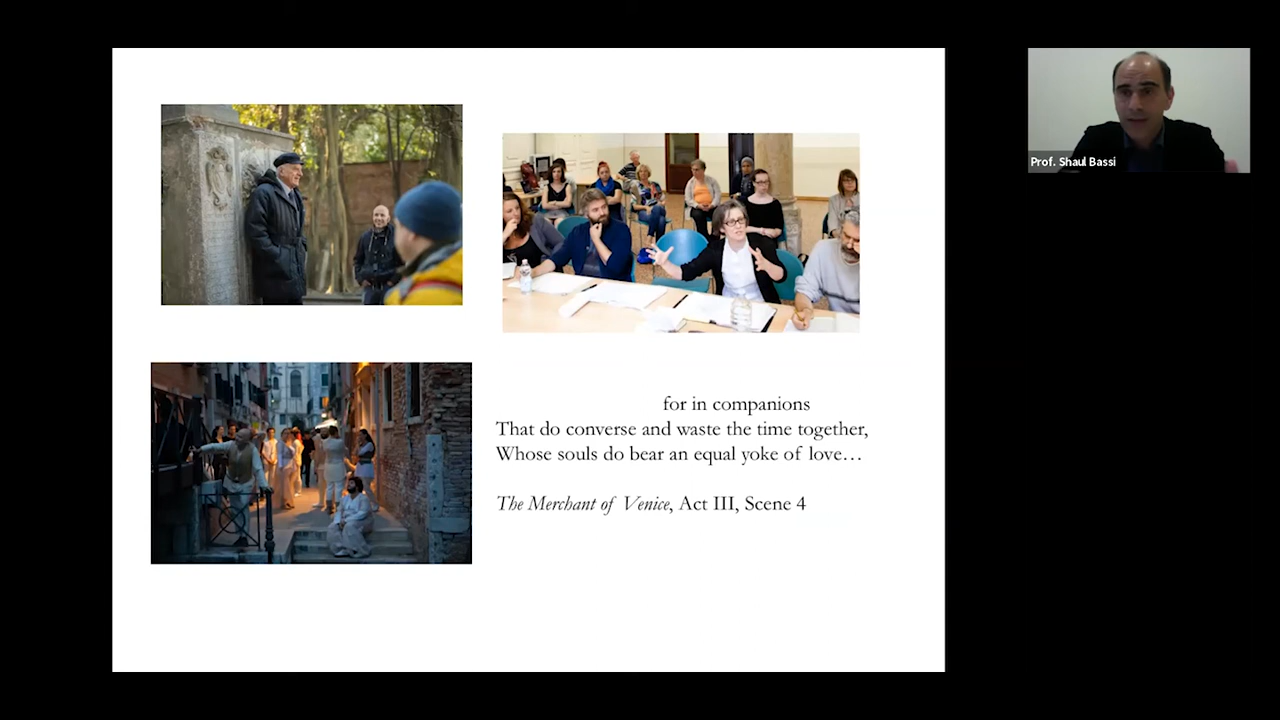 Prof. Shaul Bassi
for in companions
That do converse and waste the time together,
Whose souls do bear an equal yoke of love…
The Merchant of Venice, Act III, Scene 4